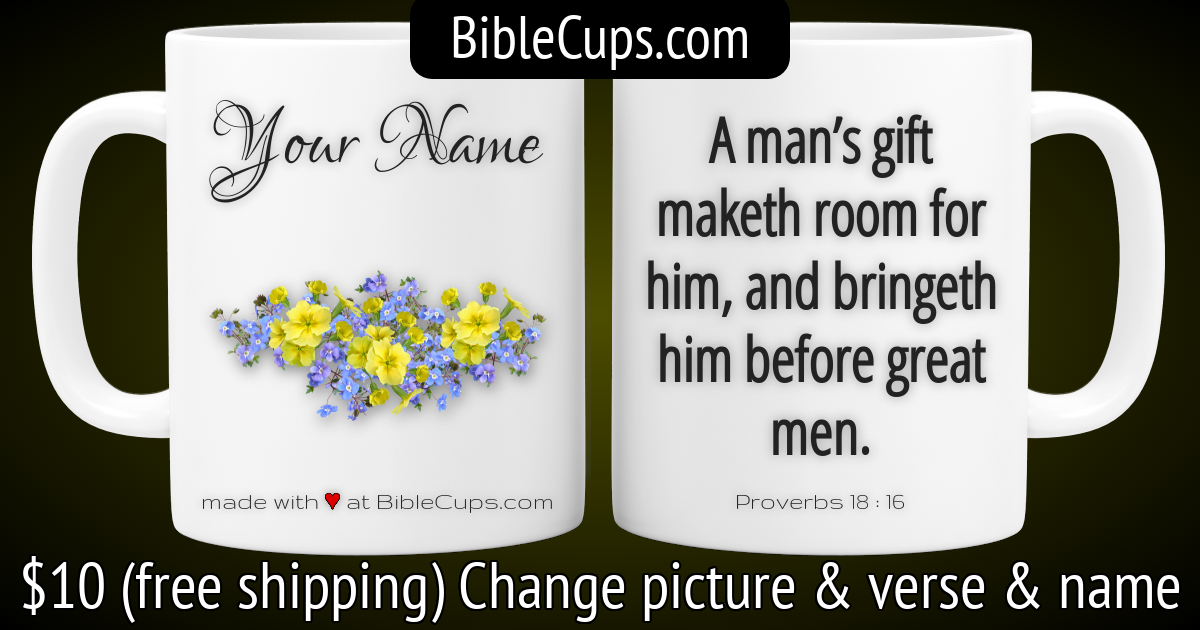 BibleCups.com
Your Name
made with ♥ at BibleCups.com
A man’s gift
maketh room for
him, and bringeth
him before great
men.
Proverbs 18 : 16
$10 (free shipping) Change picture & verse & name